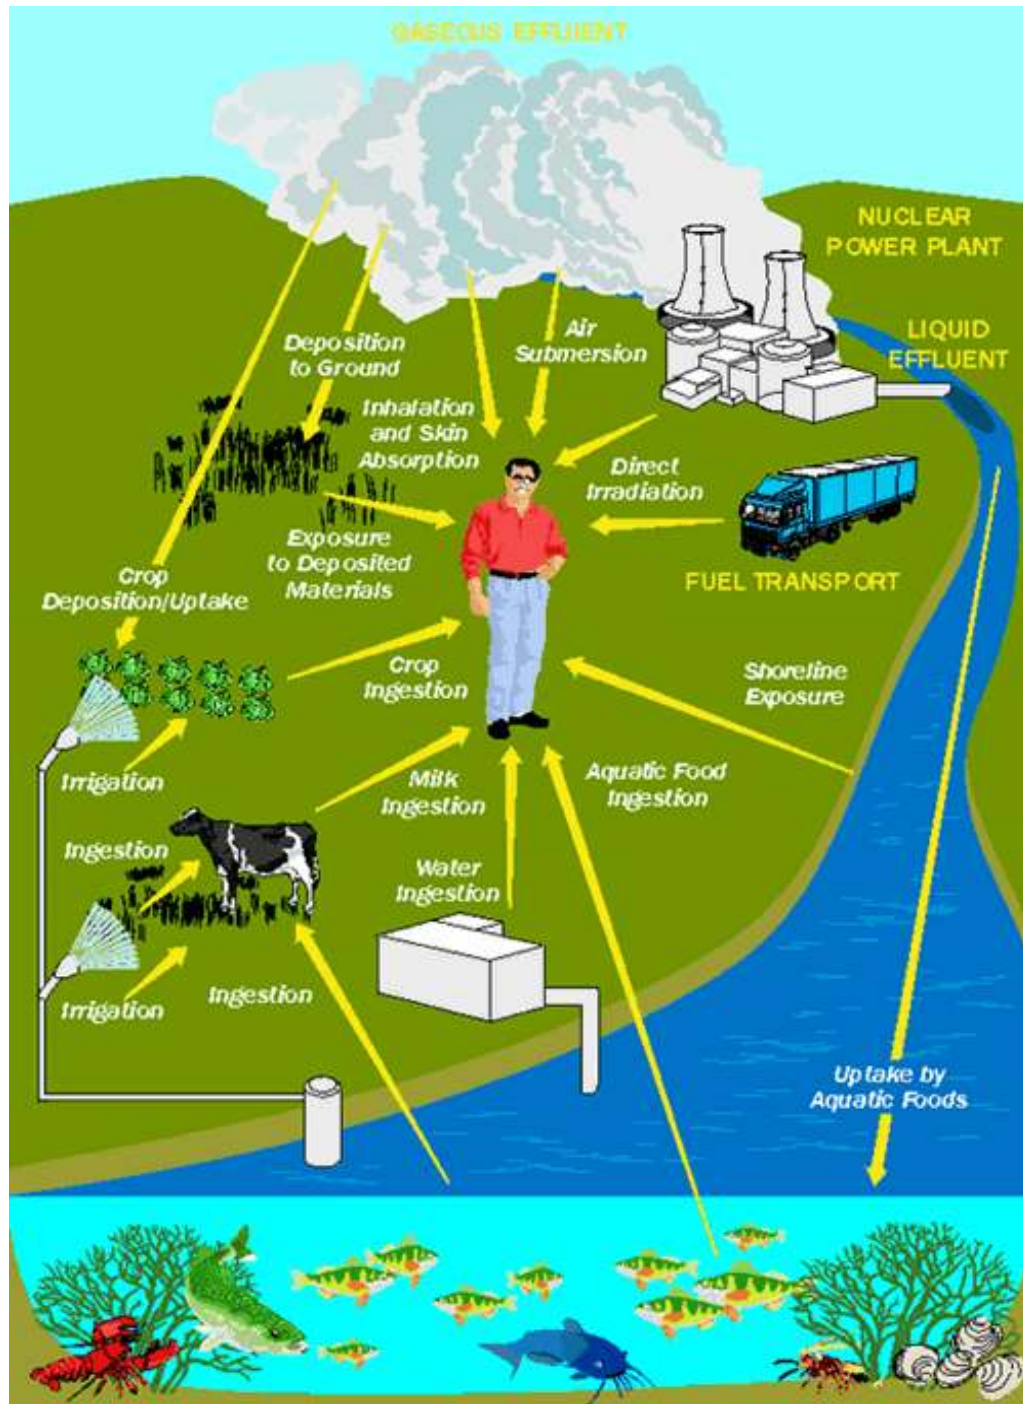 GASEOUS EFFLUENT
NUCLEAR
POWER PLANT
LIQUID
EFFLUENT
Air
Submersion
Deposition
to Ground
Inhalation
and Skin
Absorption
Direct
Irradiation
Exposure
to Deposited
Materials
FUEL TRANSPORT
Crop
Deposition/Uptake
Crop
Ingestion
Shoreline
Exposure
Irrigation
Milk
Ingestion
Aquatic Food
Ingestion
Ingestion
Water
Ingestion
Irrigation
Ingestion
Uptake by
Aquatic Foods